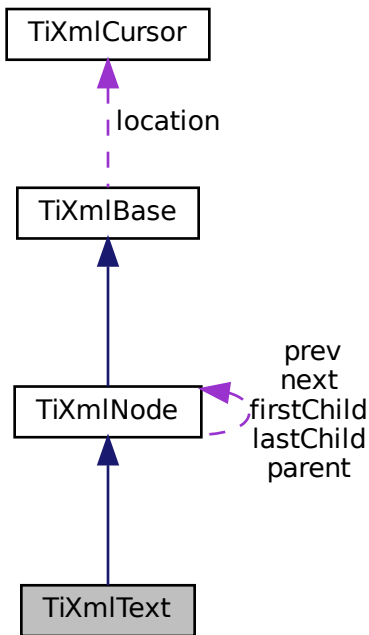 TiXmlCursor
location
TiXmlBase
prev
next
TiXmlNode
firstChild
lastChild
parent
TiXmlText